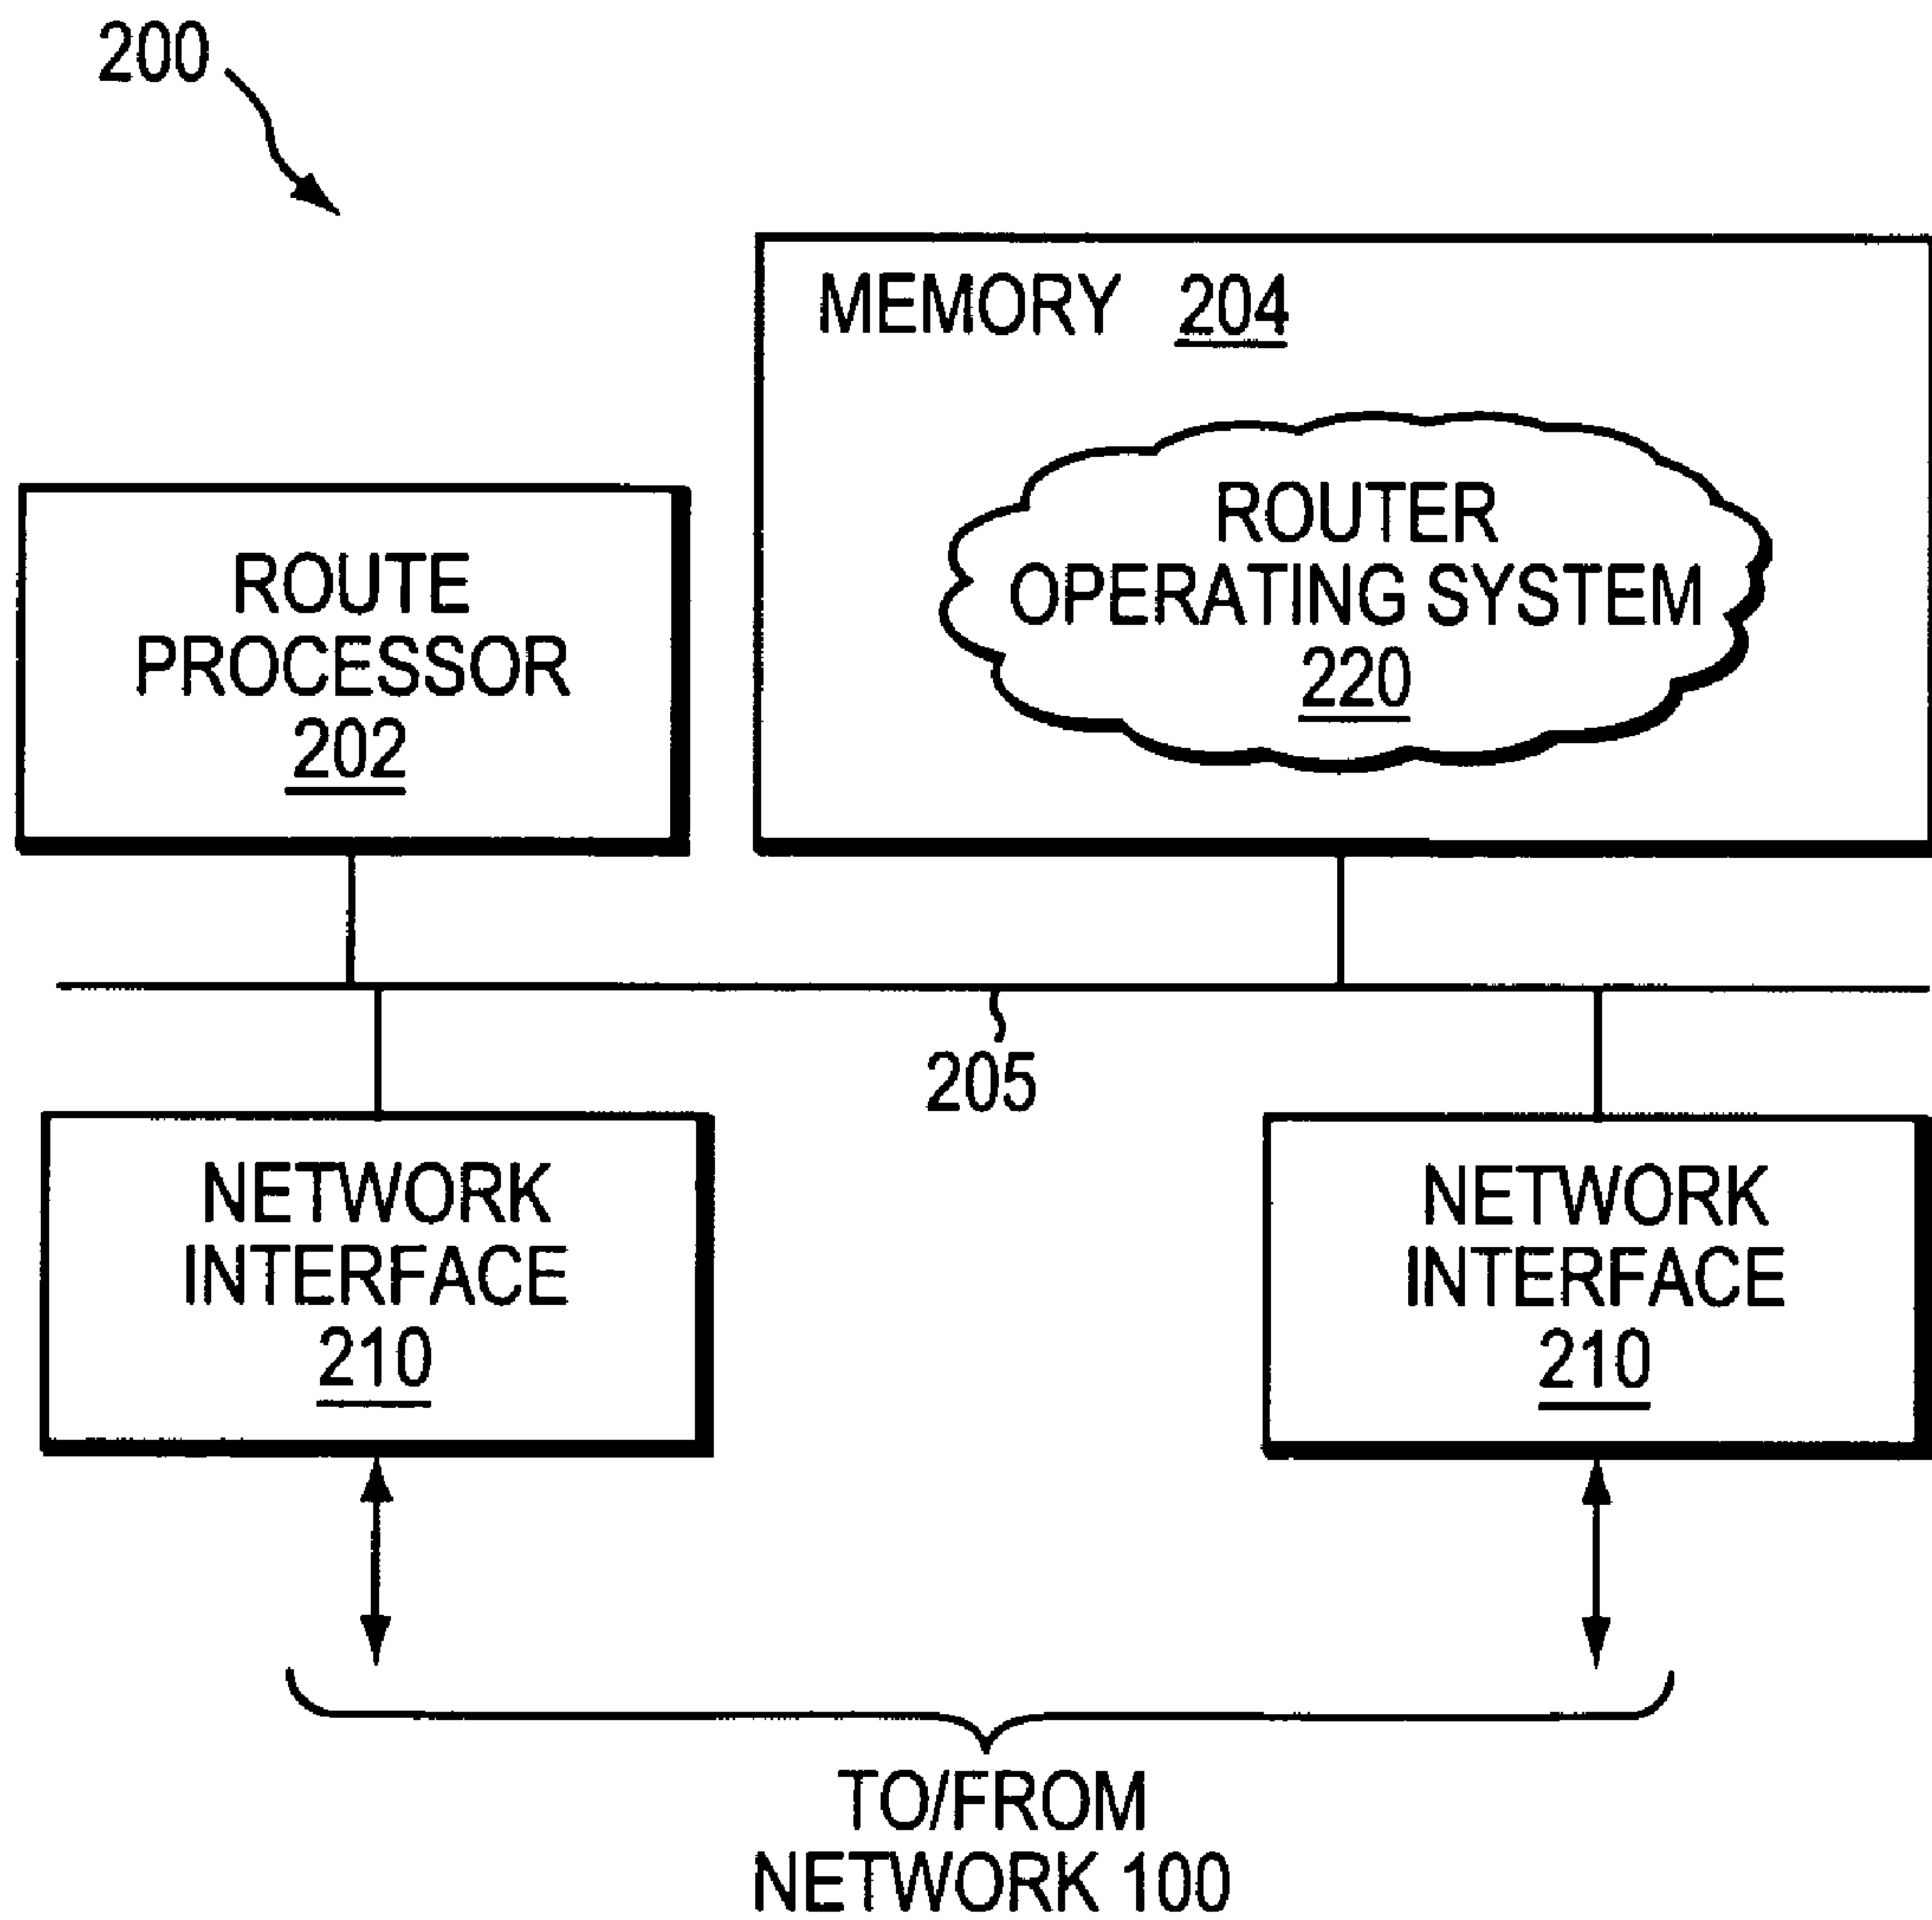 200
MEMORY 204
ROUTER
OPERATING SYSTEM
220
ROUTE
PROCESSOR
202
205
NETWORK
INTERFACE
210
NETWORK
INTERFACE
210
TO/FROM
NETWORK 100